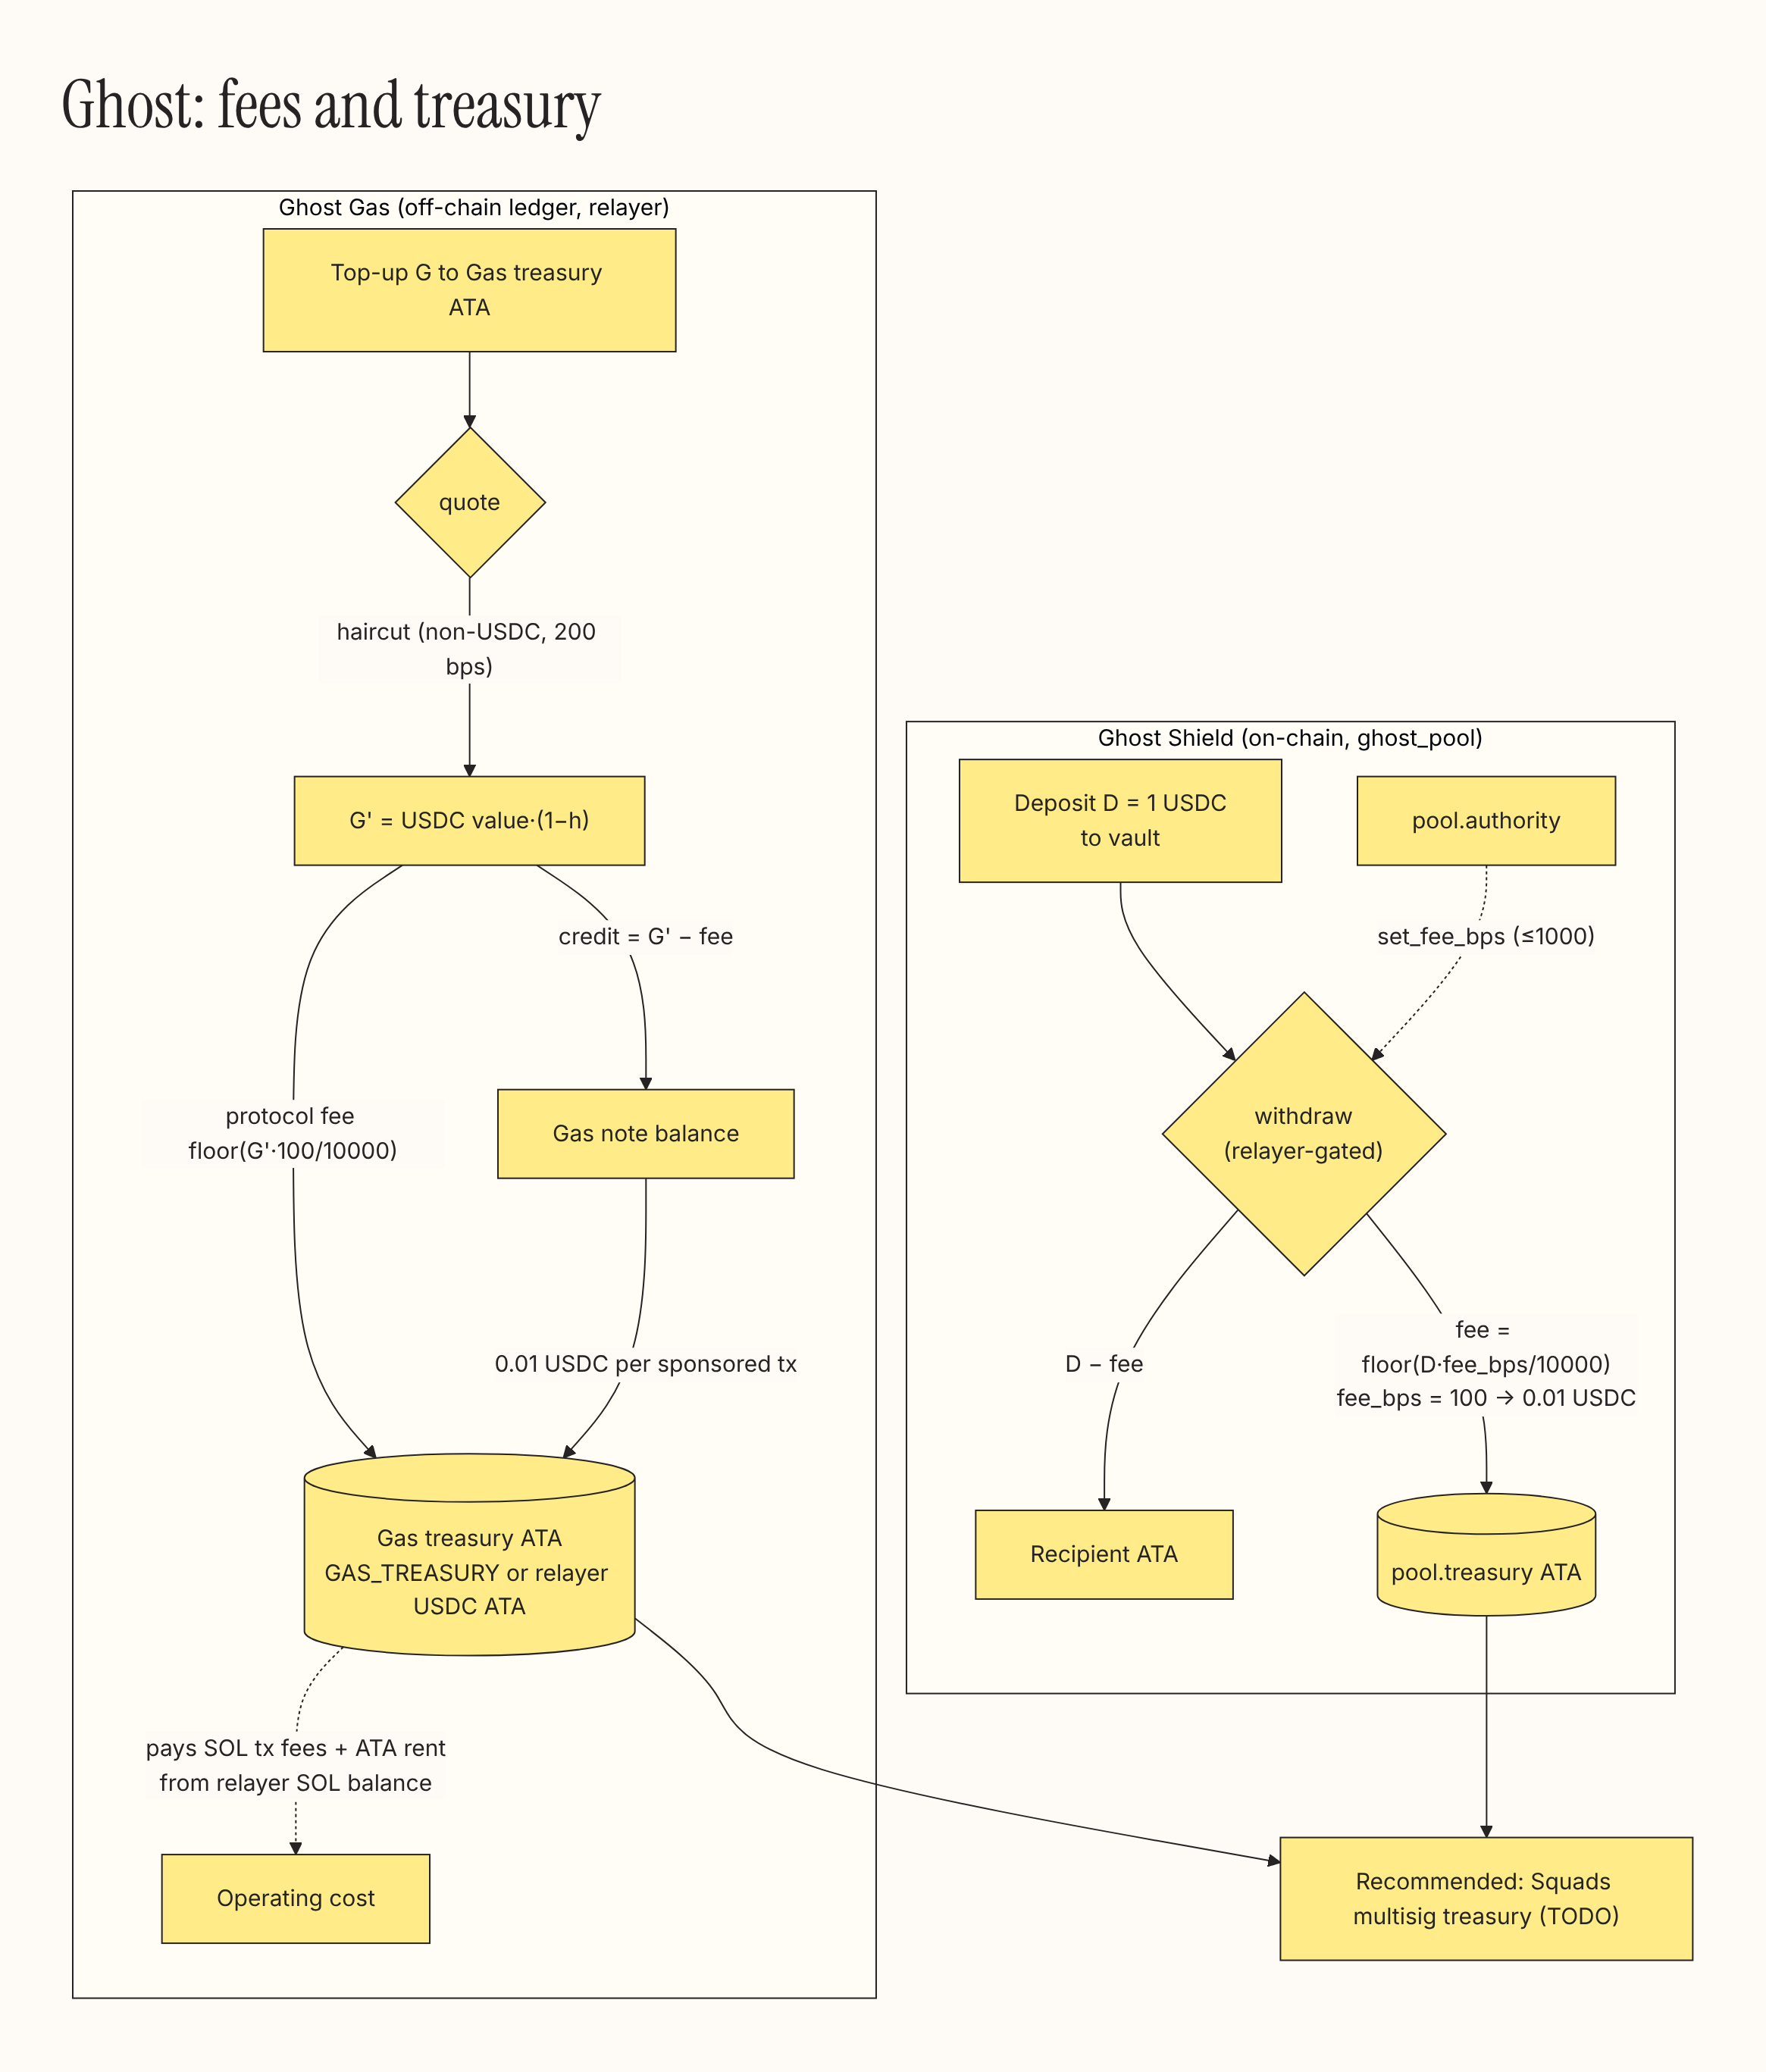 Ghost: fees and treasury
Ghost Gas (off-chain ledger, relayer)
Top-up G to Gas treasury
ATA
quote
haircut (non-USDC, 200
bps)
G' = USDC value·(1−h)
credit = G' − fee
protocol fee
floor(G'·100/10000)
Gas note balance
0.01 USDC per sponsored tx
Gas treasury ATA
GAS_TREASURY or relayer
USDC ATA
pays SOL tx fees + ATA rent
from relayer SOL balance
Operating cost
Ghost Shield (on-chain, ghost_pool)
Deposit D = 1 USDC
to vault
pool.authority
set_fee_bps (≤1000)
withdraw
(relayer-gated)
D − fee
fee =
floor(D·fee_bps/10000)
fee_bps = 100 → 0.01 USDC
Recipient ATA
pool.treasury ATA
Recommended: Squads
multisig treasury (TODO)